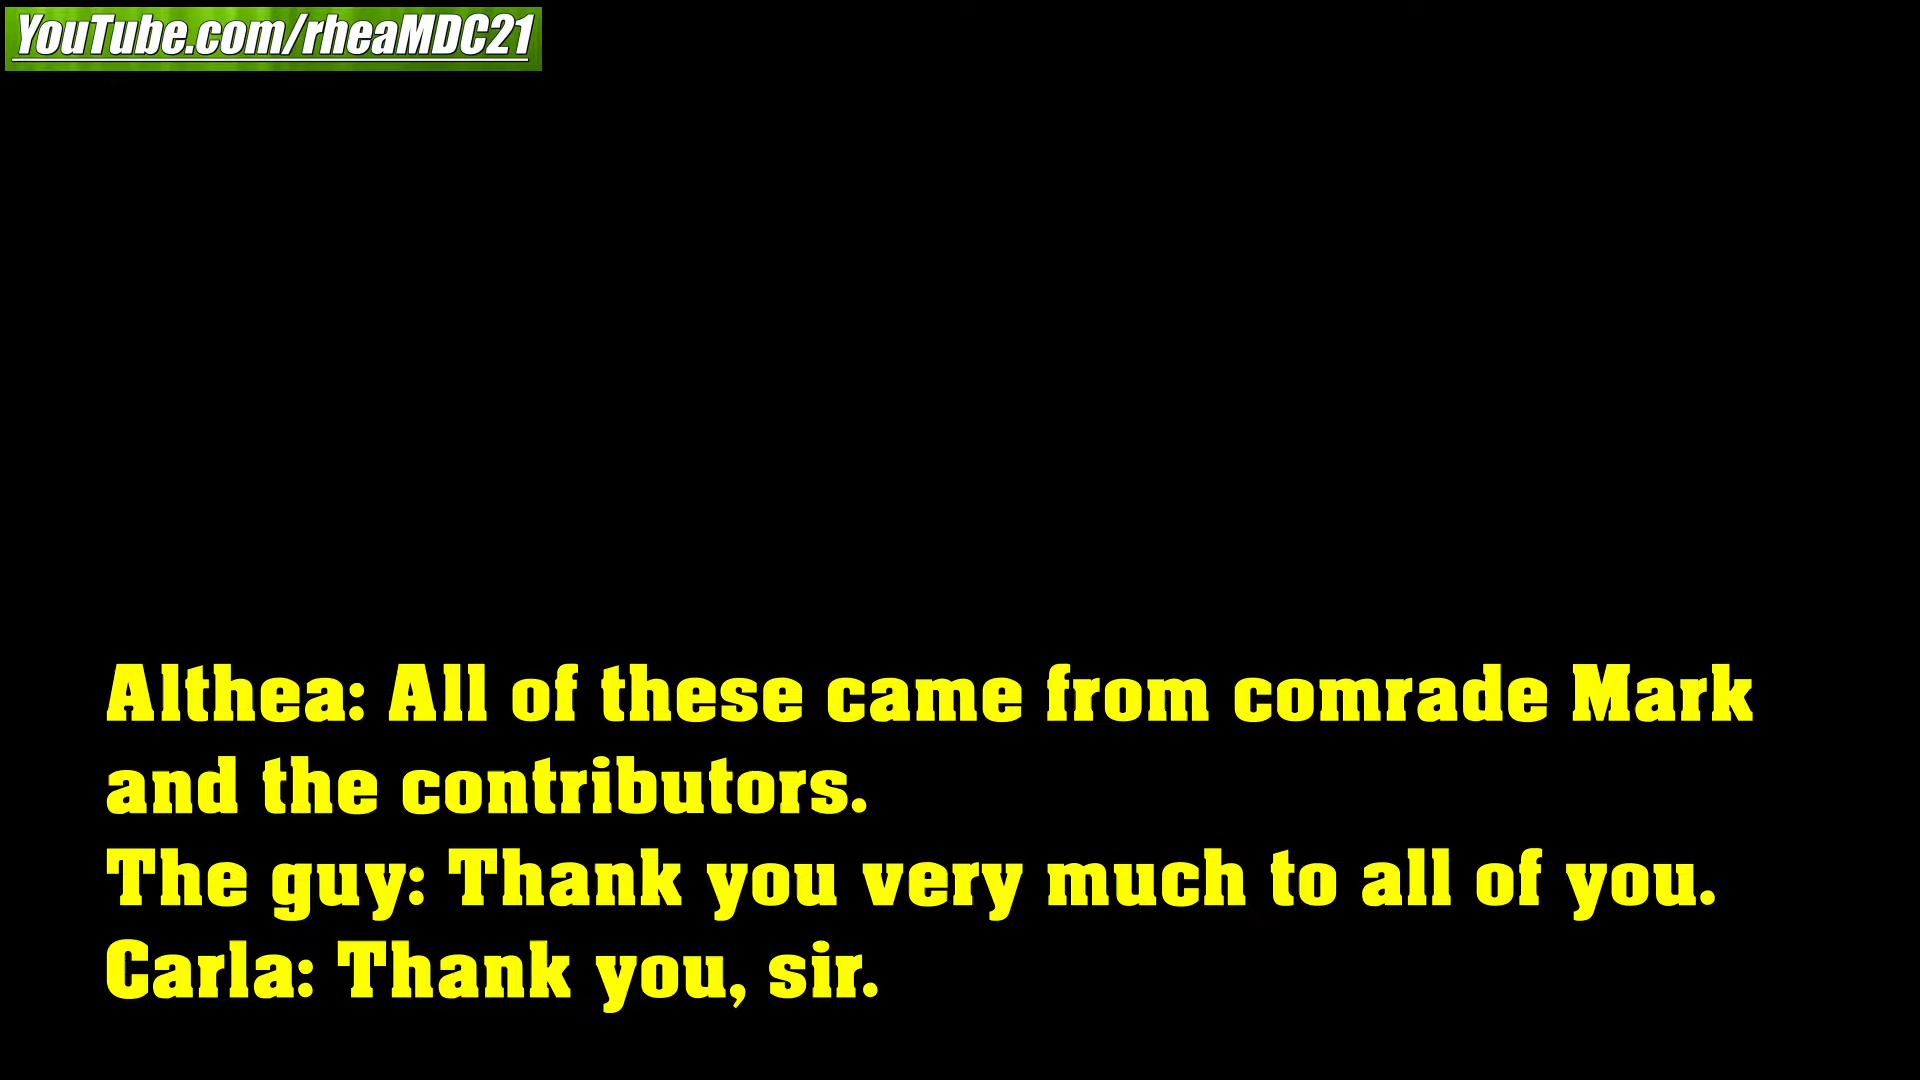 YouTube.com/rheaMDC21
Althea: All of these came from comrade Mark
and the contributors.
The guy: Thank you very much to all of you.
Carla: Thank you, sir.